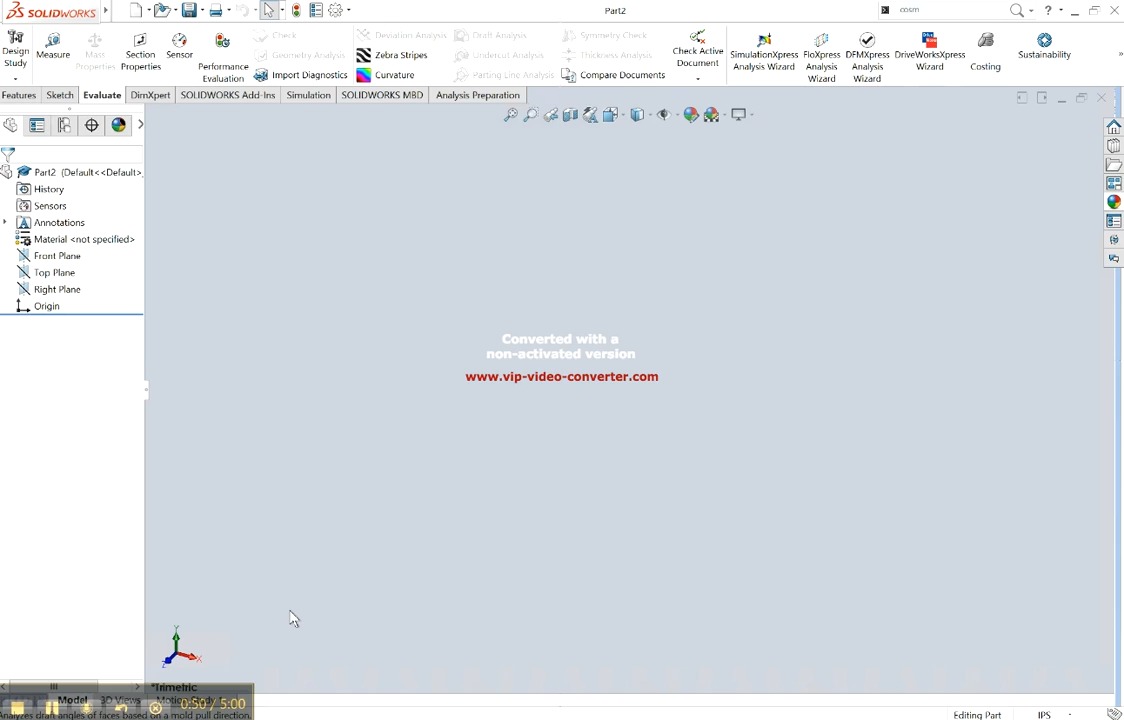 SOLIDWORKS
Part2
cosm
Design Study
Measure
Mass Properties
Section Properties
Sensor
Performance Evaluation
Check
Geometry Analysis
Import Diagnostics
Deviation Analysis
Zebra Stripes
Curvature
Draft Analysis
Undercut Analysis
Parting Line Analysis
Symmetry Check
Thickness Analysis
Compare Documents
Check Active Document
SimulationXpress Analysis Wizard
FloXpress Analysis Wizard
DFMXpress Analysis Wizard
DriveWorksXpress Wizard
Costing
Sustainability
Features
Sketch
Evaluate
DimXpert
SOLIDWORKS Add-Ins
Simulation
SOLIDWORKS MBD
Analysis Preparation
Part2 (Default<<Default>
History
Sensors
Annotations
Material <not specified>
Front Plane
Top Plane
Right Plane
Origin
Converted with a
non-activated version
www.vip-video-converter.com
Y
X
Z
*Trimetric
Model
3D Views
Motion Study 1
0:50 / 5:00
Analyzes draft angles of faces based on a mold pull direction.
Editing Part
IPS